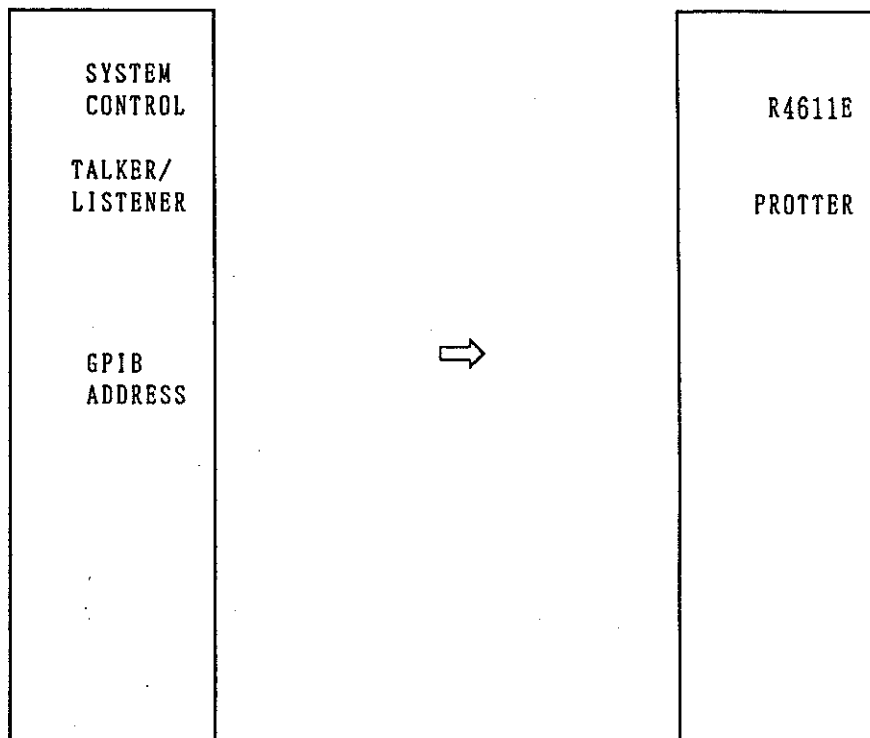 SYSTEM
CONTROL
TALKER/
LISTENER
GPIB
ADDRESS
R4611E
PROTTER